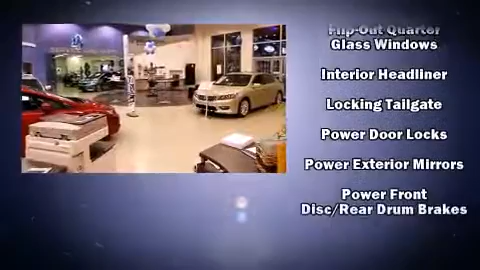 Flip-Out Quarter
Glass Windows
Interior Headliner
Locking Tailgate
Power Door Locks
Power Exterior Mirrors
Power Front
Disc/Rear Drum Brakes